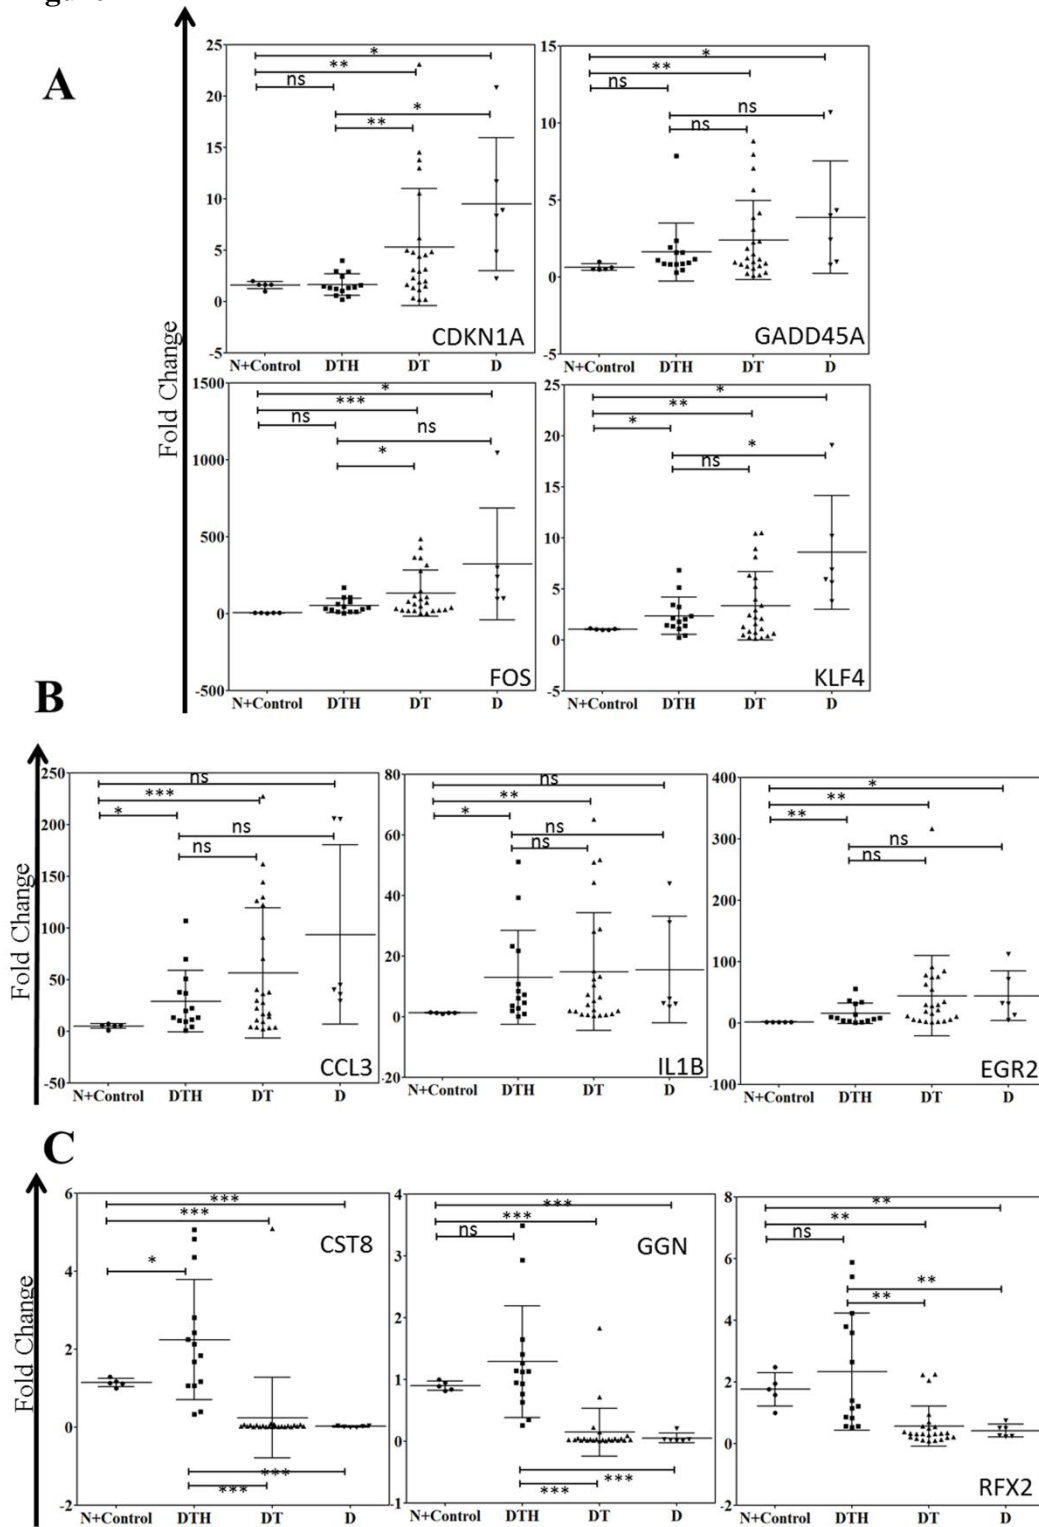 A
Fold Change
25
20
15
10
5
0
-5
*
**
ns
*
**
CDKN1A
N+Control DTH DT D
15
10
5
0
-5
*
**
ns
ns
ns
GADD45A
N+Control DTH DT D
1500
1000
500
0
-500
*
***
ns
ns
*
FOS
N+Control DTH DT D
25
20
15
10
5
0
-5
*
**
*
*
ns
KLF4
N+Control DTH DT D
B
Fold Change
250
200
150
100
50
0
-50
ns
***
*
ns
ns
CCL3
N+Control DTH DT D
80
60
40
20
0
-20
ns
**
*
ns
ns
IL1B
N+Control DTH DT D
400
300
200
100
0
-100
*
**
**
ns
ns
EGR2
N+Control DTH DT D
C
Fold Change
6
4
2
0
-2
***
***
*
CST8
***
***
N+Control DTH DT D
4
3
2
1
0
-1
***
***
ns
GGN
***
***
N+Control DTH DT D
8
6
4
2
0
-2
**
**
ns
**
**
RFX2
N+Control DTH DT D